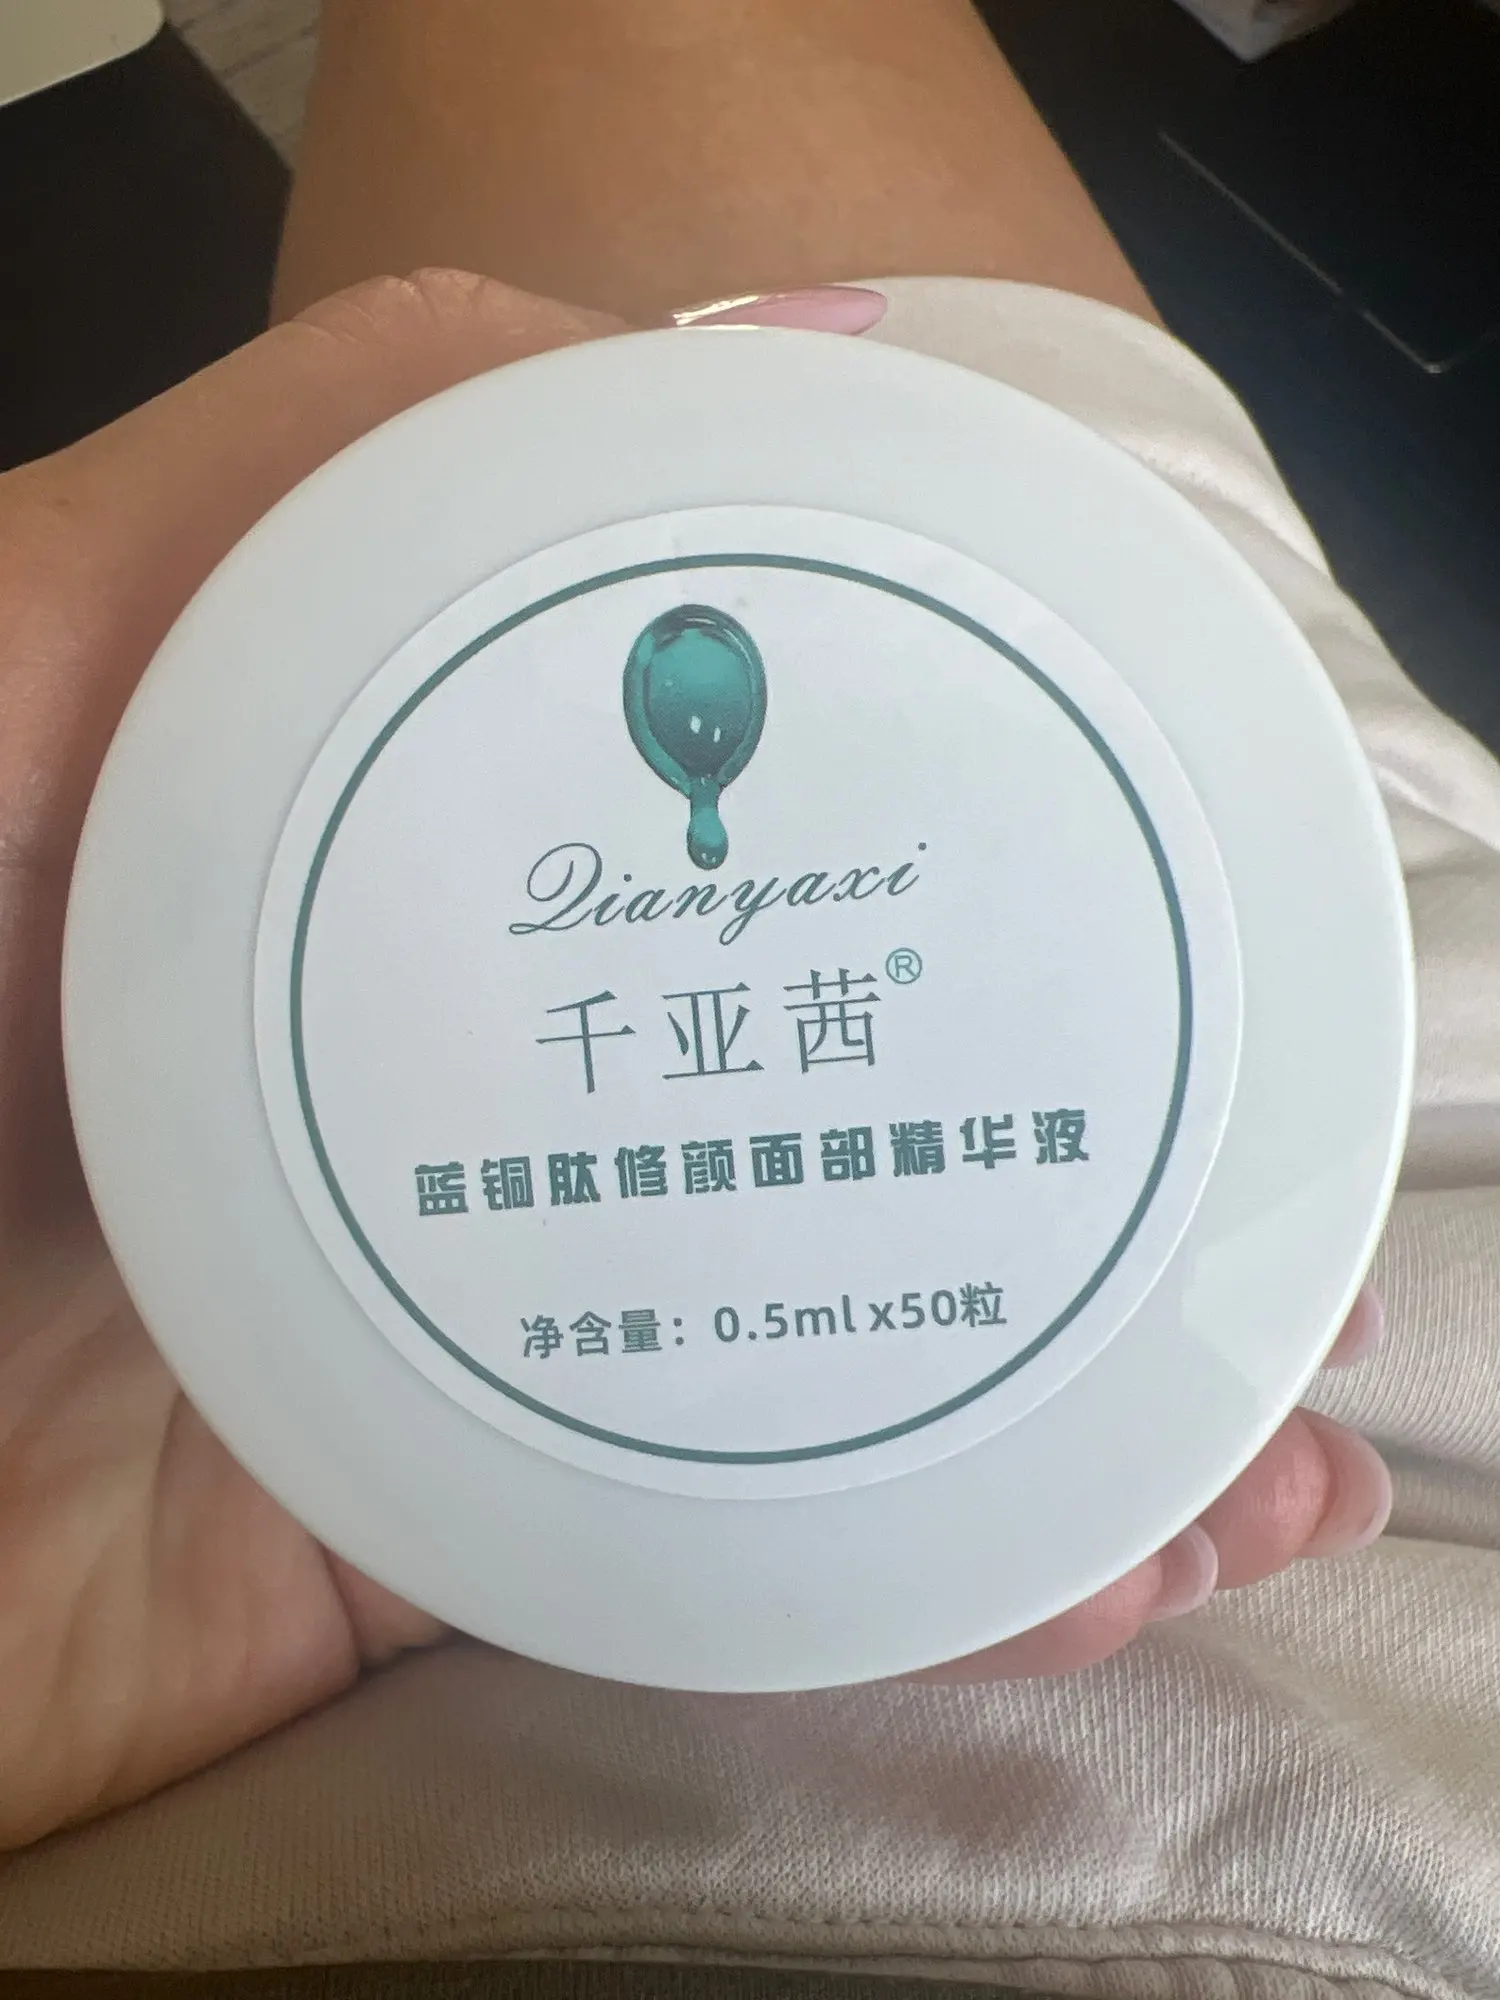 Qianyaxi
千亚茜®
蓝铜肽修颜面部精华液
净含量：0.5ml x50粒